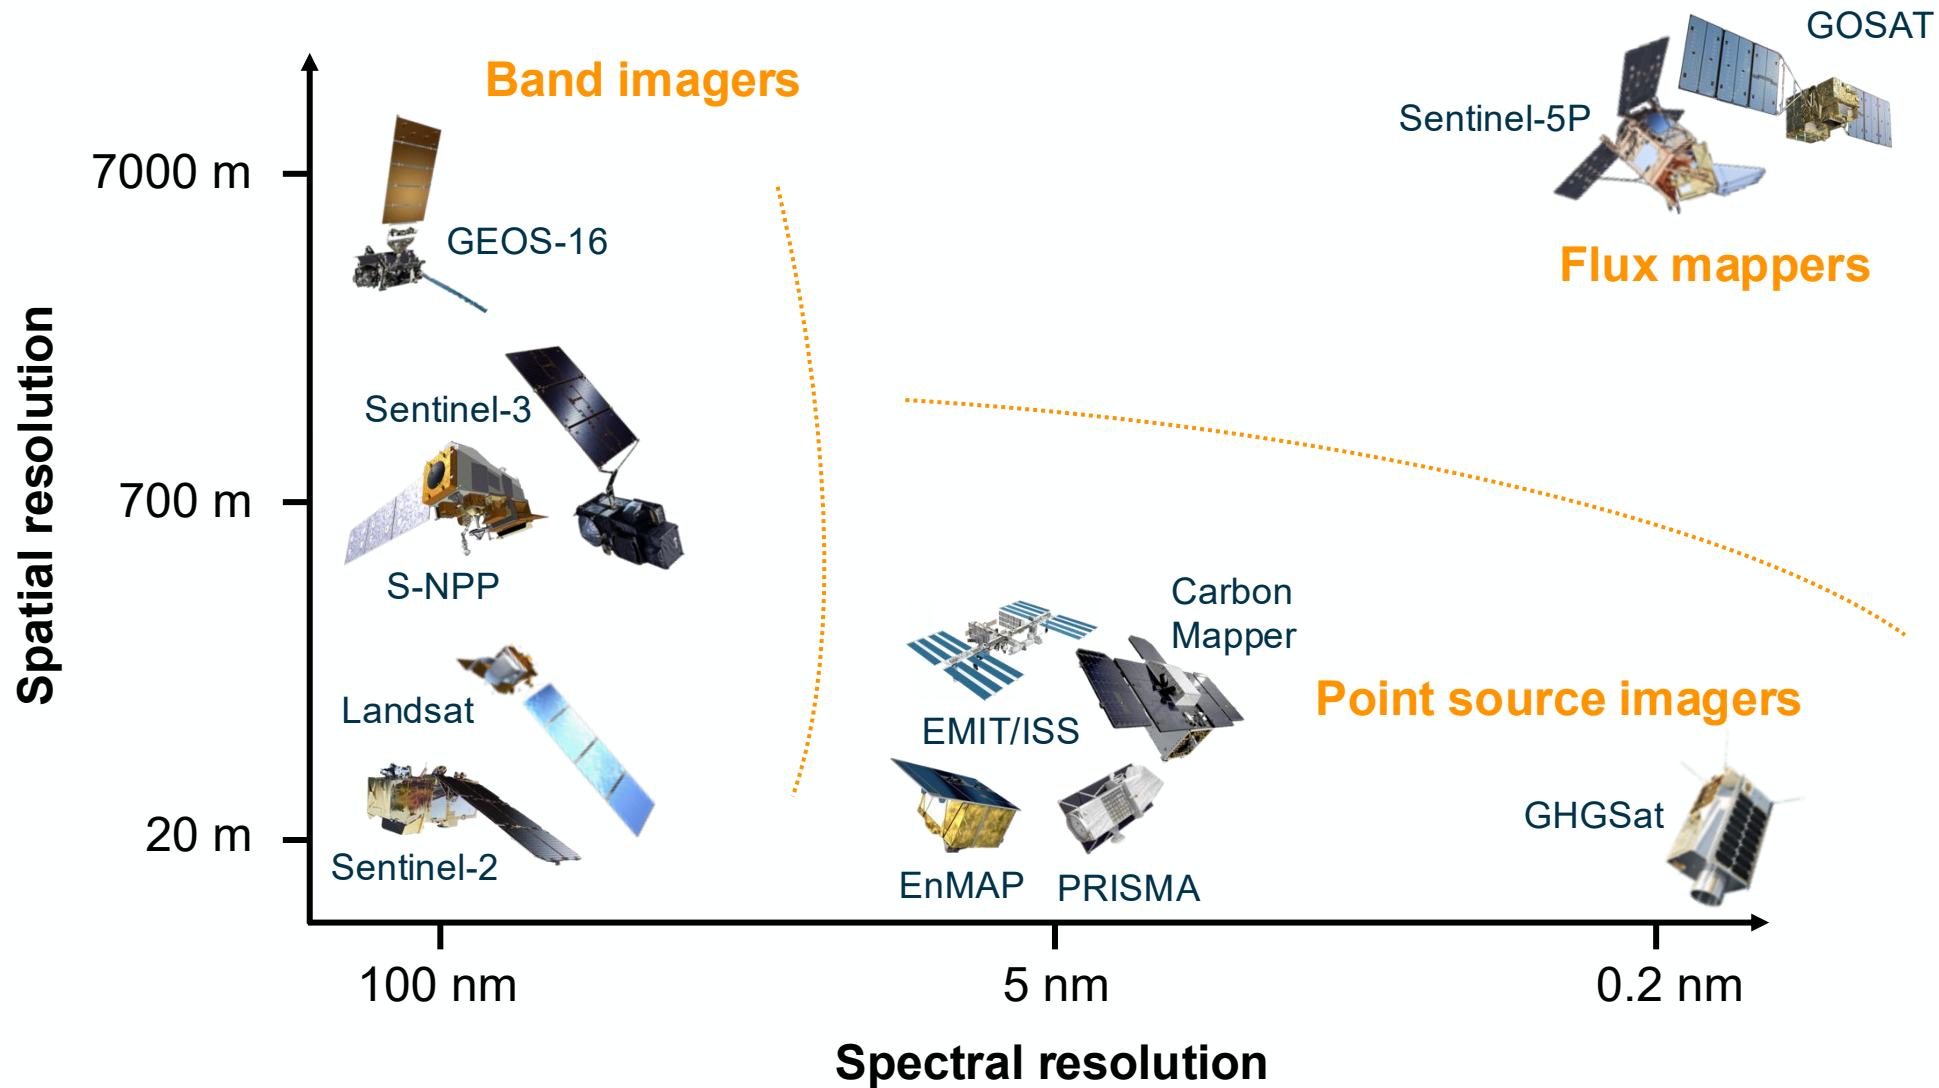 GOSAT
Band imagers
Sentinel-5P
7000 m
GEOS-16
Flux mappers
Spatial resolution
Sentinel-3
700 m
S-NPP
Carbon
Mapper
Landsat
EMIT/ISS
Point source imagers
20 m
GHGSat
Sentinel-2
EnMAP
PRISMA
100 nm
5 nm
0.2 nm
Spectral resolution